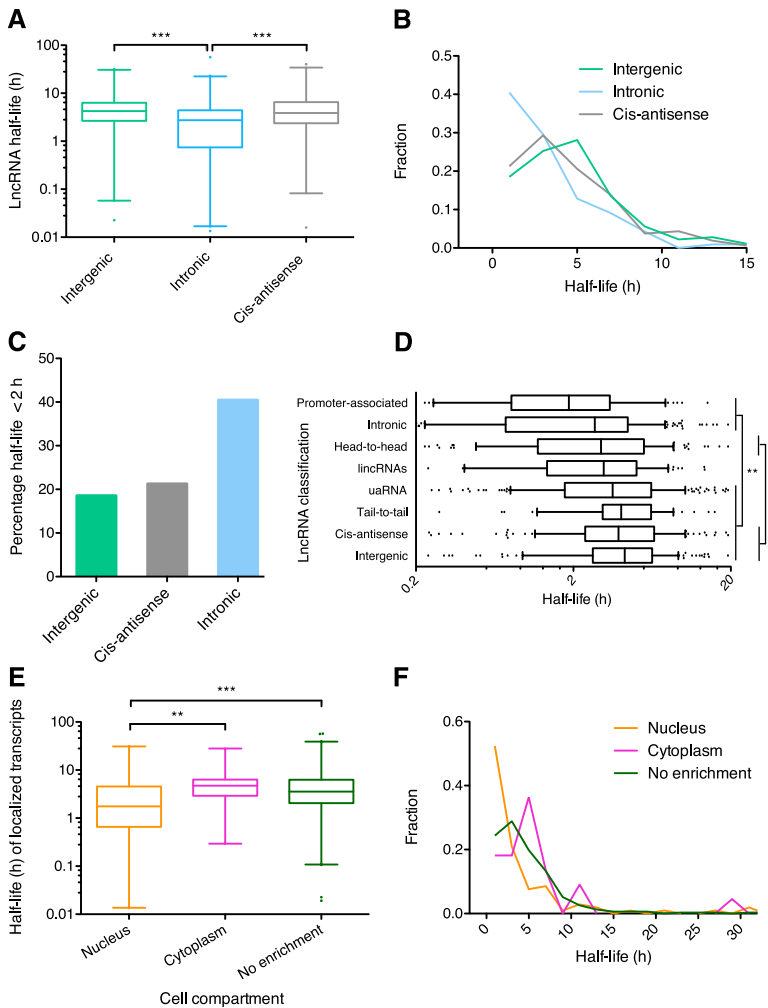 A
LncRNA half-life (h)
100
10
1
0.1
0.01
***
***
Intergenic
Intronic
Cis-antisense
B
Fraction
0.5
0.4
0.3
0.2
0.1
0.0
Intergenic
Intronic
Cis-antisense
0
5
10
15
Half-life (h)
C
Percentage half-life < 2 h
50
40
30
20
10
0
Intergenic
Cis-antisense
Intronic
D
LncRNA classification
Promoter-associated
Intronic
Head-to-head
lincRNAs
uaRNA
Tail-to-tail
Cis-antisense
Intergenic
**
0.2
2
20
Half-life (h)
E
Half-life (h) of localized transcripts
100
10
1
0.1
0.01
***
**
Nucleus
Cytoplasm
No enrichment
Cell compartment
F
Fraction
0.6
0.4
0.2
0.0
Nucleus
Cytoplasm
No enrichment
0
5
10
15
20
25
30
Half-life (h)